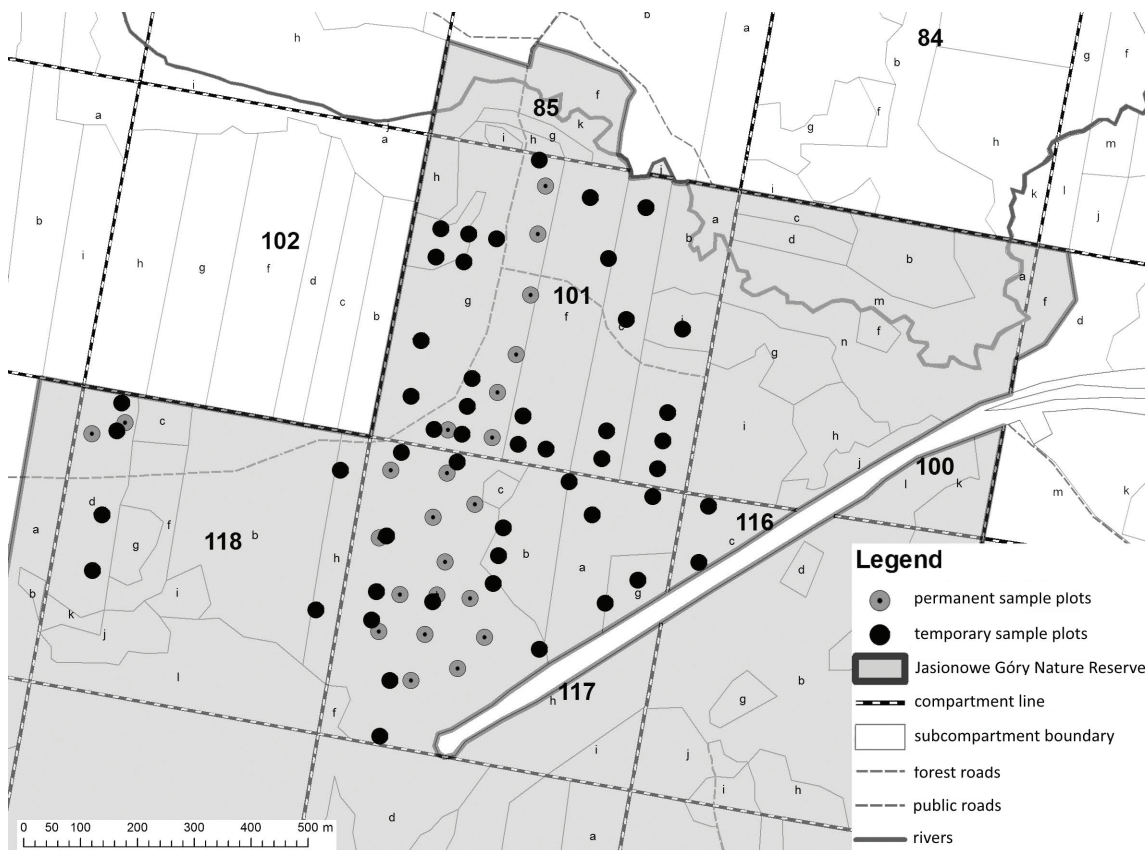 b
a
84
h
g
f
b
85
f
i
a
f
k
m
g
h
a
g
i
h
h
j
i
l
k
j
c
a
d
b
b
b
102
i
h
g
f
d
c
b
g
101
f
c
i
m
n
f
a
f
d
g
c
i
h
j
100
l
k
m
k
a
d
g
f
118
b
h
c
b
a
g
116
c
d
b
k
i
j
l
f
h
117
h
g
b
i
j
i
h
d
a
Legend
permanent sample plots
temporary sample plots
Jasionowe Góry Nature Reserve
compartment line
subcompartment boundary
forest roads
public roads
rivers
0 50 100 200 300 400 500 m